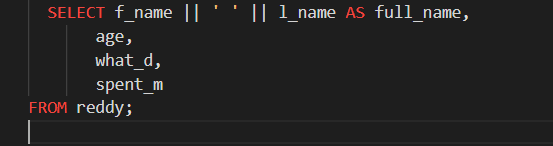 SELECT f_name || ' ' || l_name AS full_name,
age,
what_d,
spent_m
FROM reddy;